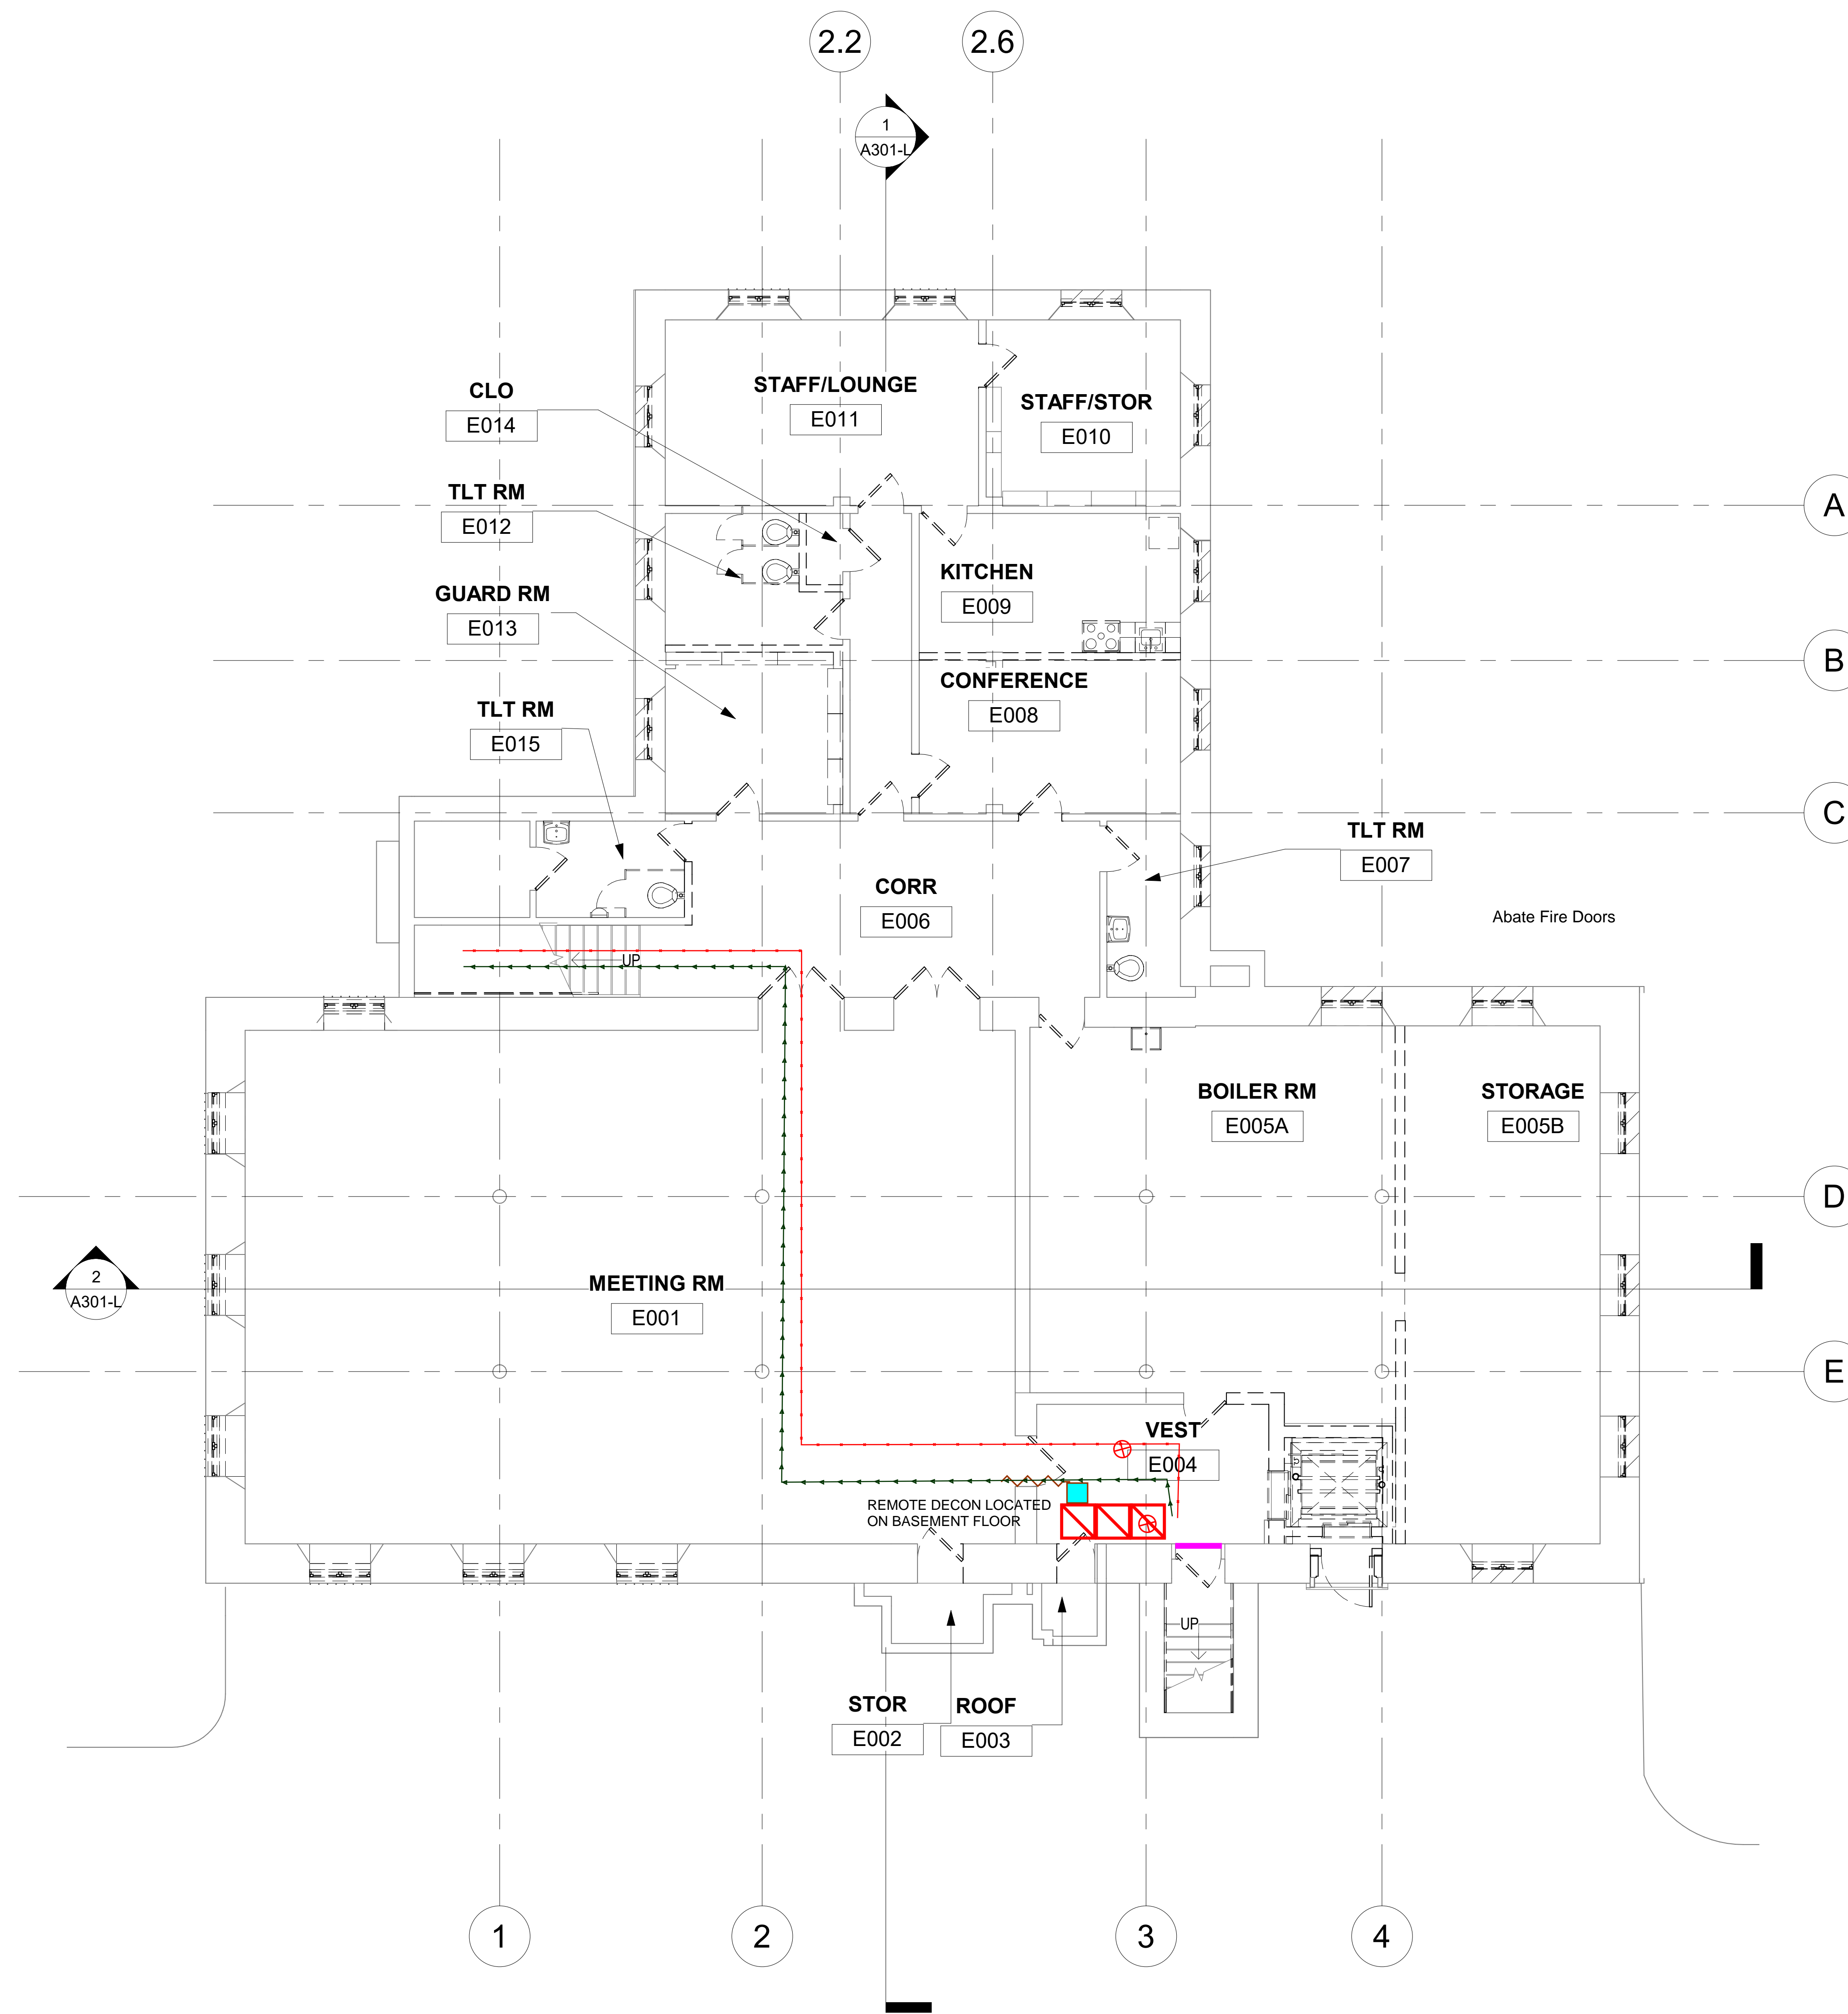 2.2
2.6
1
A301-L
CLO
E014
STAFF/LOUNGE
E011
STAFF/STOR
E010
TLT RM
E012
A
GUARD RM
E013
KITCHEN
E009
B
TLT RM
E015
CONFERENCE
E008
C
TLT RM
E007
CORR
E006
Abate Fire Doors
UP
BOILER RM
E005A
STORAGE
E005B
D
2
A301-L
MEETING RM
E001
E
VEST
E004
REMOTE DECON LOCATED
ON BASEMENT FLOOR
UP
STOR
E002
ROOF
E003
1
2
3
4